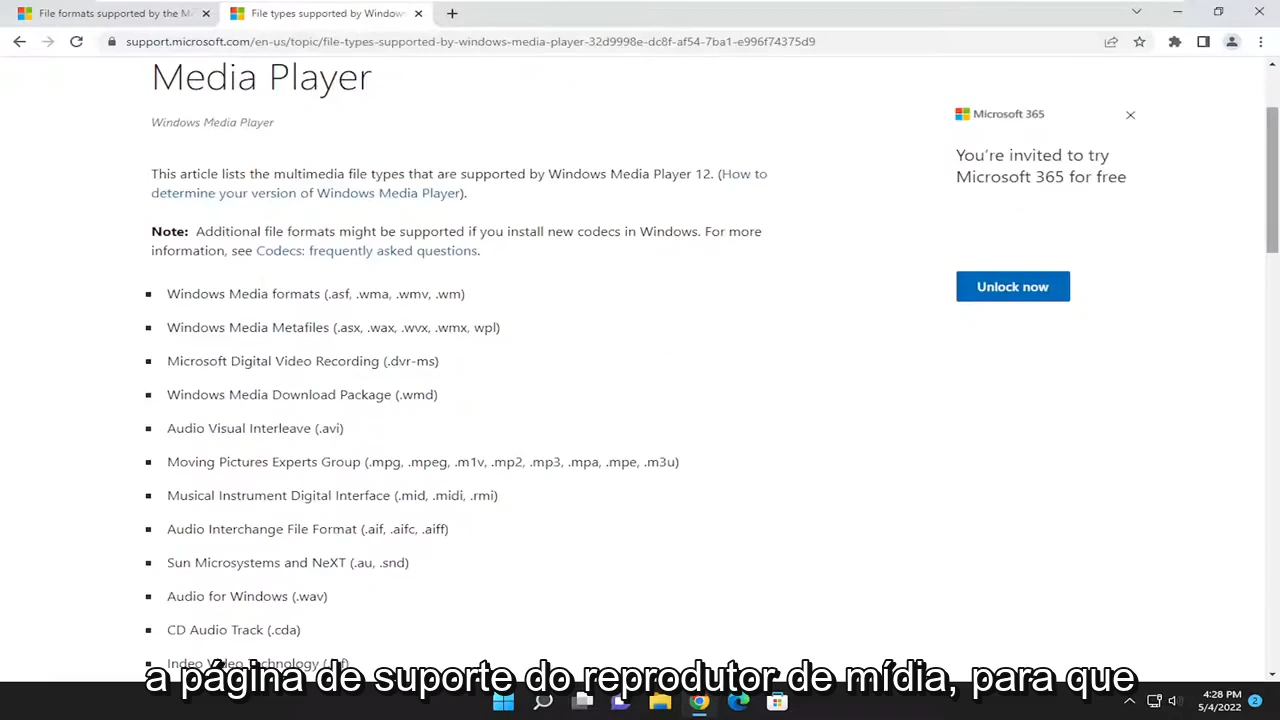 File formats supported by the M
File types supported by Windows
support.microsoft.com/en-us/topic/file-types-supported-by-windows-media-player-32d9998e-dc8f-af54-7ba1-e996f74375d9
Media Player
Windows Media Player
This article lists the multimedia file types that are supported by Windows Media Player 12. (How to
determine your version of Windows Media Player).
Note: Additional file formats might be supported if you install new codecs in Windows. For more
information, see Codecs: frequently asked questions.
Windows Media formats (.asf, .wma, .wmv, .wm)
Windows Media Metafiles (.asx, .wax, .wvx, .wmx, wpl)
Microsoft Digital Video Recording (.dvr-ms)
Windows Media Download Package (.wmd)
Audio Visual Interleave (.avi)
Moving Pictures Experts Group (.mpg, .mpeg, .m1v, .mp2, .mp3, .mpa, .mpe, .m3u)
Musical Instrument Digital Interface (.mid, .midi, .rmi)
Audio Interchange File Format (.aif, .aifc, .aiff)
Sun Microsystems and NeXT (.au, .snd)
Audio for Windows (.wav)
CD Audio Track (.cda)
Indeo Video Technology (.ivf)
Microsoft 365
You're invited to try
Microsoft 365 for free
Unlock now
a página de suporte do reprodutor de mídia, para que
4:28 PM
5/4/2022
2